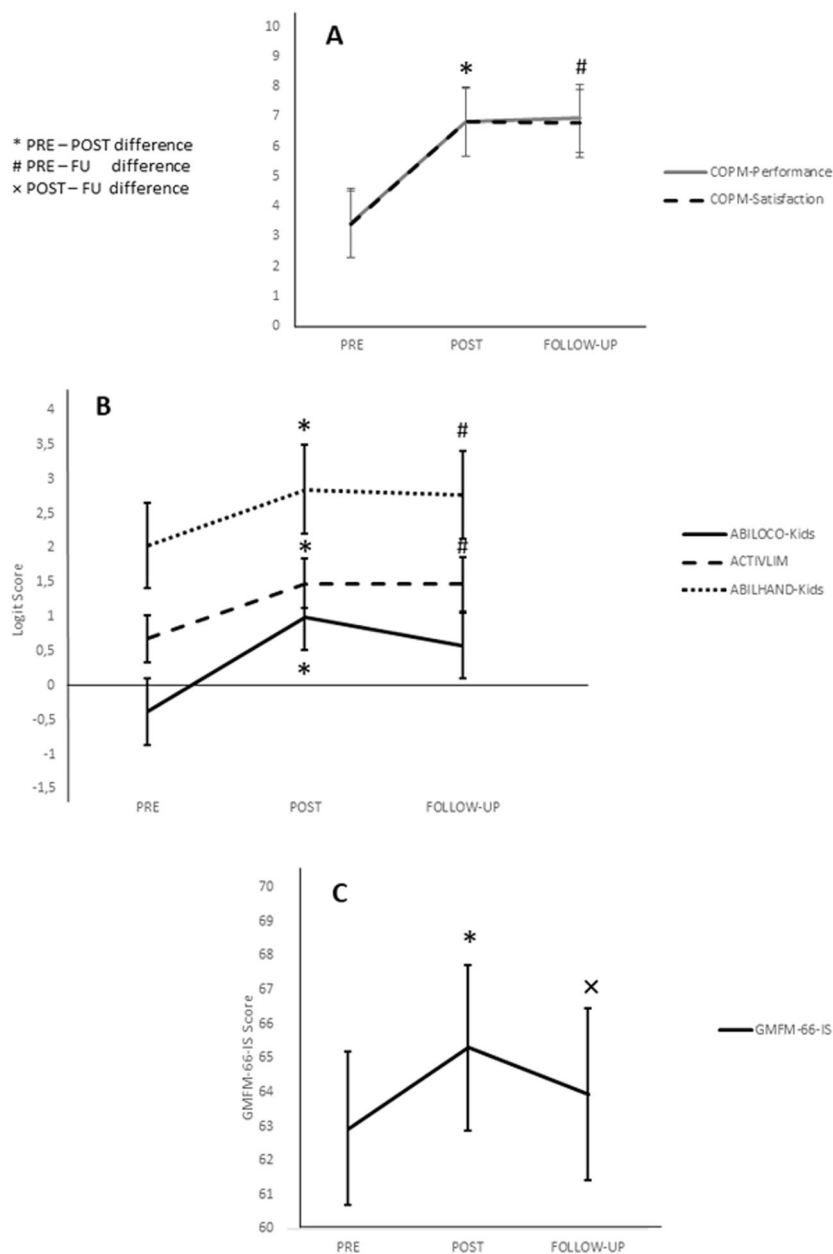 * PRE – POST difference
# PRE – FU difference
× POST – FU difference
A
10
9
8
7
6
5
4
3
2
1
0
*
#
PRE
POST
FOLLOW-UP
COPM-Performance
COPM-Satisfaction
B
Logit Score
4
3,5
3
2,5
2
1,5
1
0,5
0
-0,5
-1
-1,5
*
#
*
#
*
PRE
POST
FOLLOW-UP
ABILOCO-Kids
ACTIVLIM
ABILHAND-Kids
C
GMFM-66-IS Score
70
69
68
67
66
65
64
63
62
61
60
*
×
PRE
POST
FOLLOW-UP
GMFM-66-IS